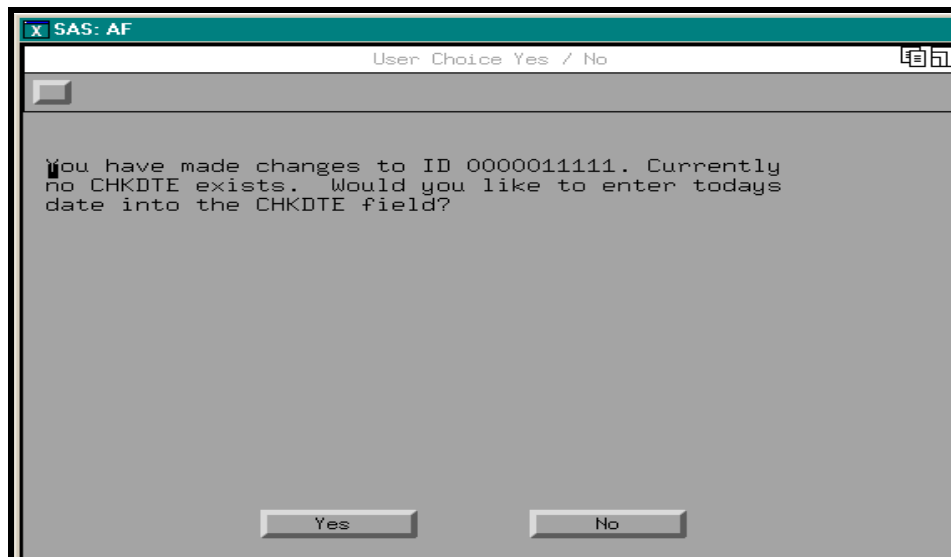 X SAS: AF
User Choice Yes / No
You have made changes to ID 0000011111. Currently
no CHKDTE exists.  Would you like to enter todays
date into the CHKDTE field?
Yes No